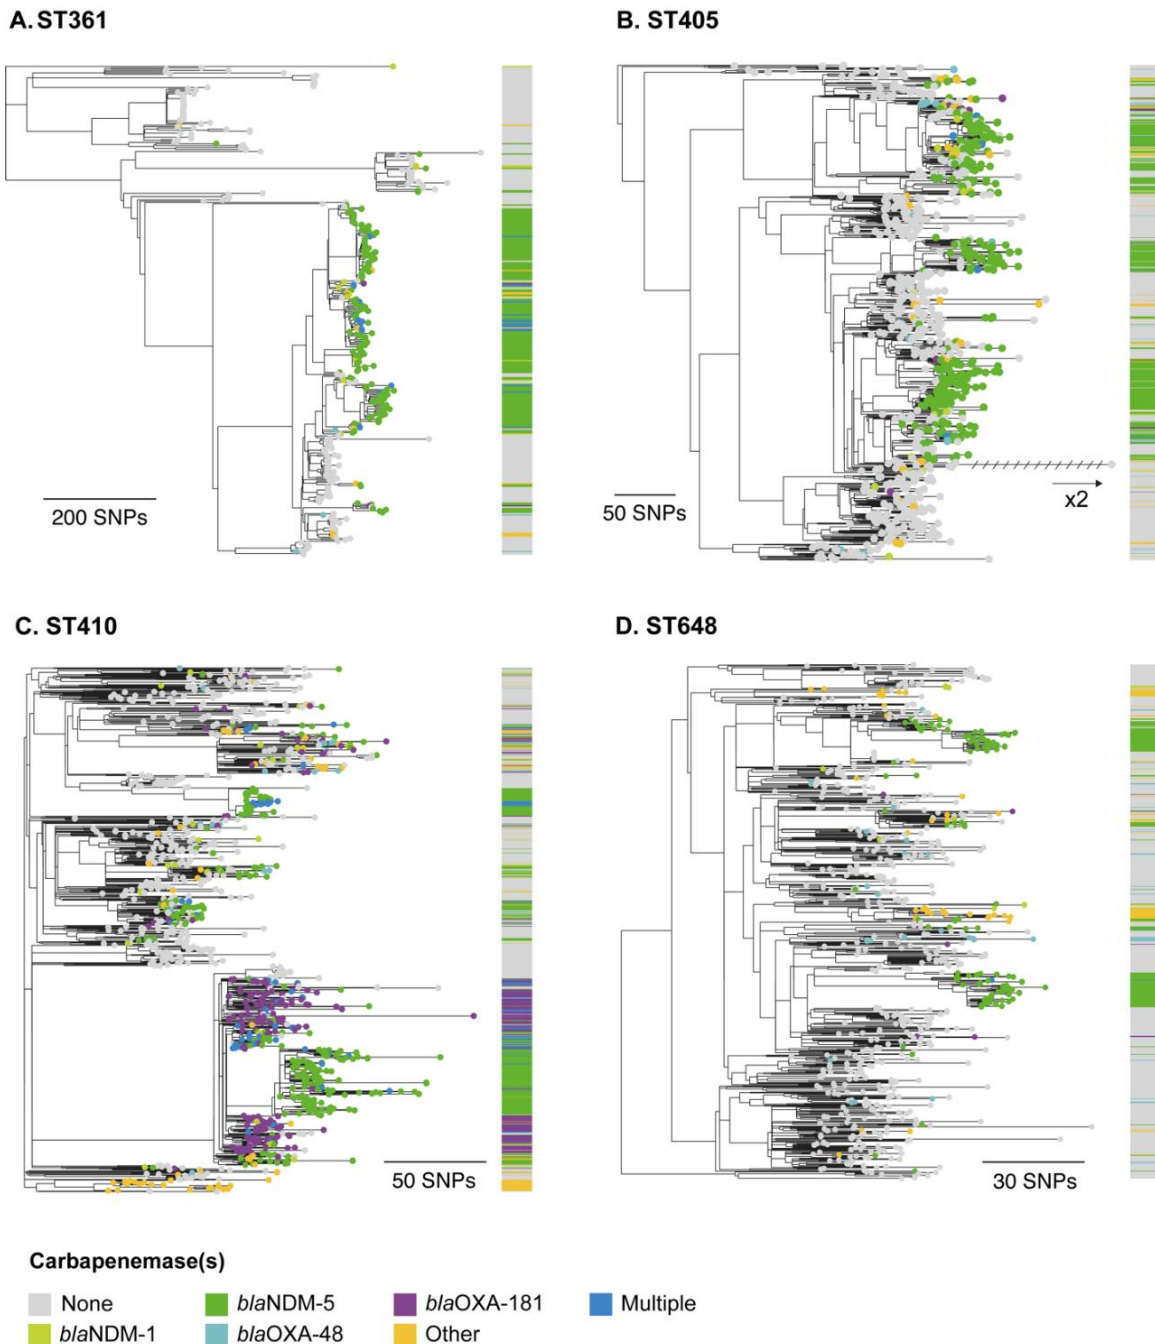 A. ST361
B. ST405
200 SNPs
50 SNPs
x2
C. ST410
D. ST648
50 SNPs
30 SNPs
Carbapenemase(s)
None
blaNDM-5
blaOXA-181
Multiple
blaNDM-1
blaOXA-48
Other